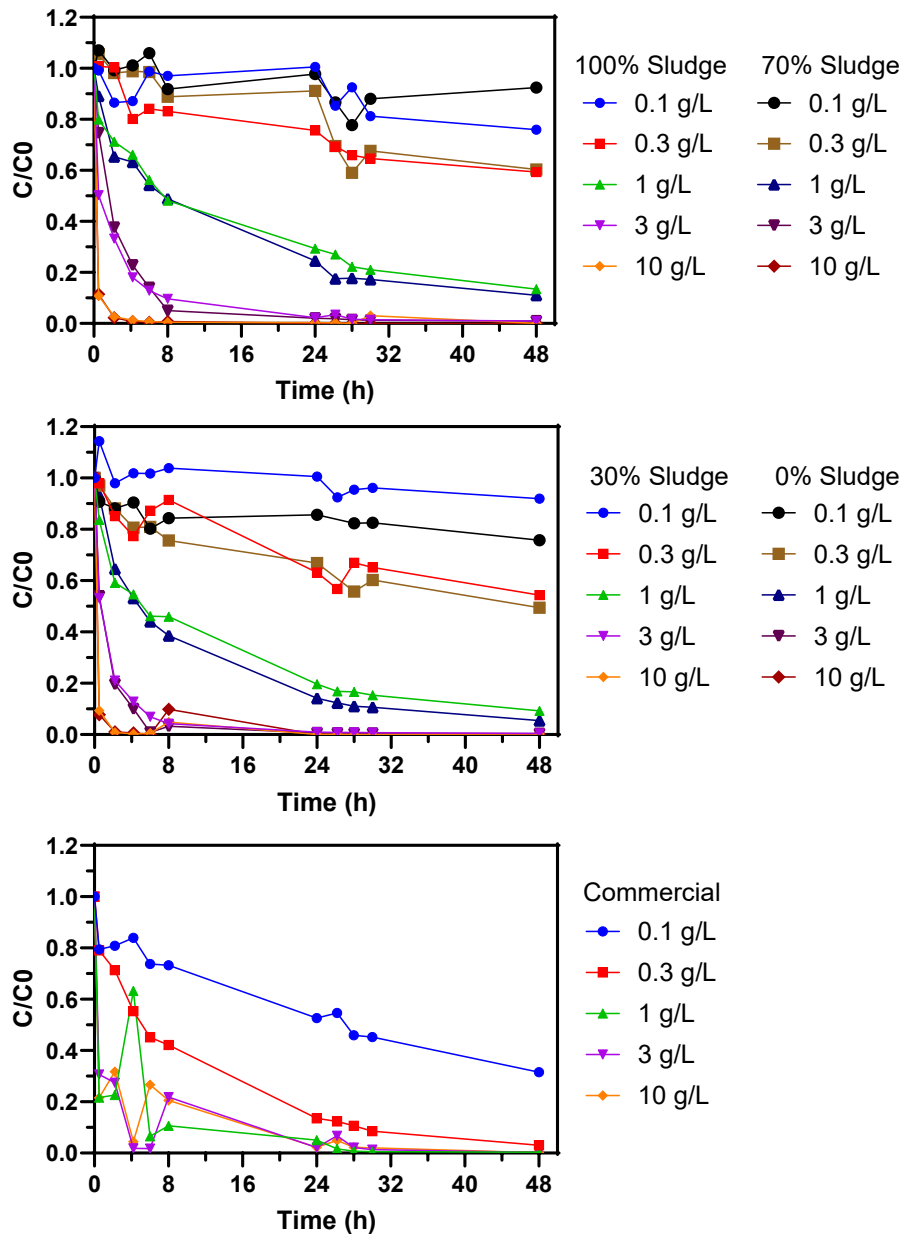 1.2
1.0
0.8
0.6
0.4
0.2
0.0
C/C0
0 8 16 24 32 40 48
Time (h)
100% Sludge 70% Sludge
0.1 g/L 0.1 g/L
0.3 g/L 0.3 g/L
1 g/L 1 g/L
3 g/L 3 g/L
10 g/L 10 g/L
1.2
1.0
0.8
0.6
0.4
0.2
0.0
C/C0
0 8 16 24 32 40 48
Time (h)
30% Sludge 0% Sludge
0.1 g/L 0.1 g/L
0.3 g/L 0.3 g/L
1 g/L 1 g/L
3 g/L 3 g/L
10 g/L 10 g/L
1.2
1.0
0.8
0.6
0.4
0.2
0.0
C/C0
0 8 16 24 32 40 48
Time (h)
Commercial
0.1 g/L
0.3 g/L
1 g/L
3 g/L
10 g/L